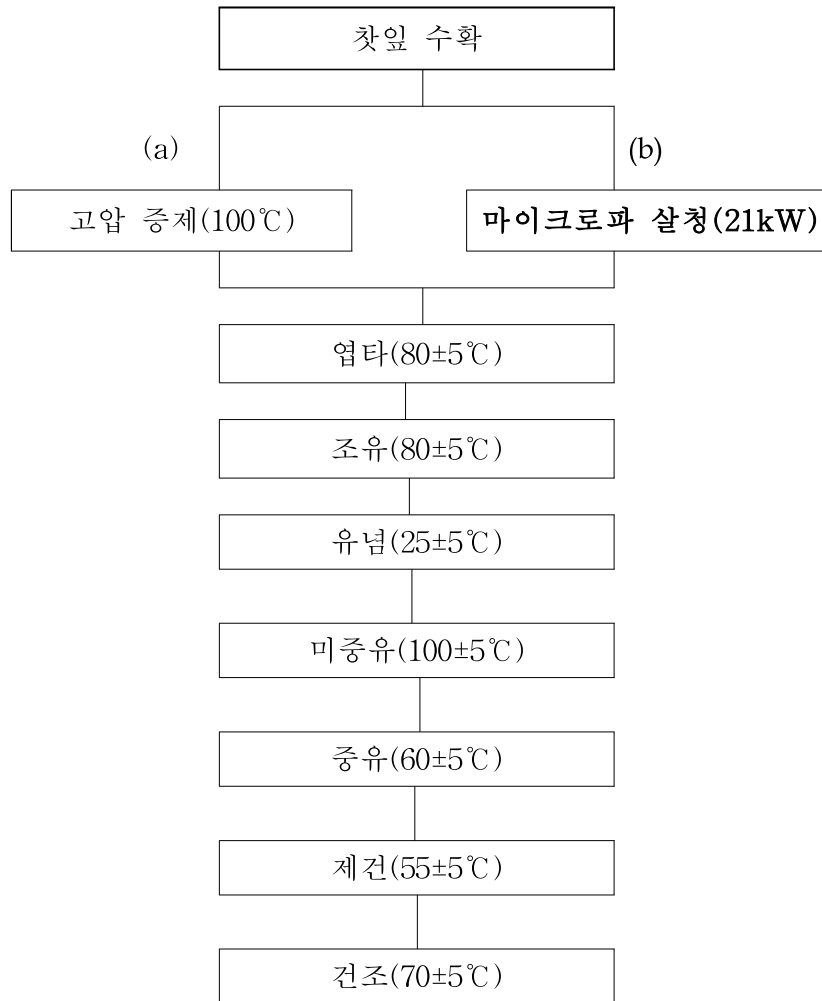 찻잎 수확
(a)
(b)
고압 증제(100℃)
마이크로파 살청(21kW)
엽타(80±5℃)
조유(80±5℃)
유념(25±5℃)
미중유(100±5℃)
중유(60±5℃)
제건(55±5℃)
건조(70±5℃)